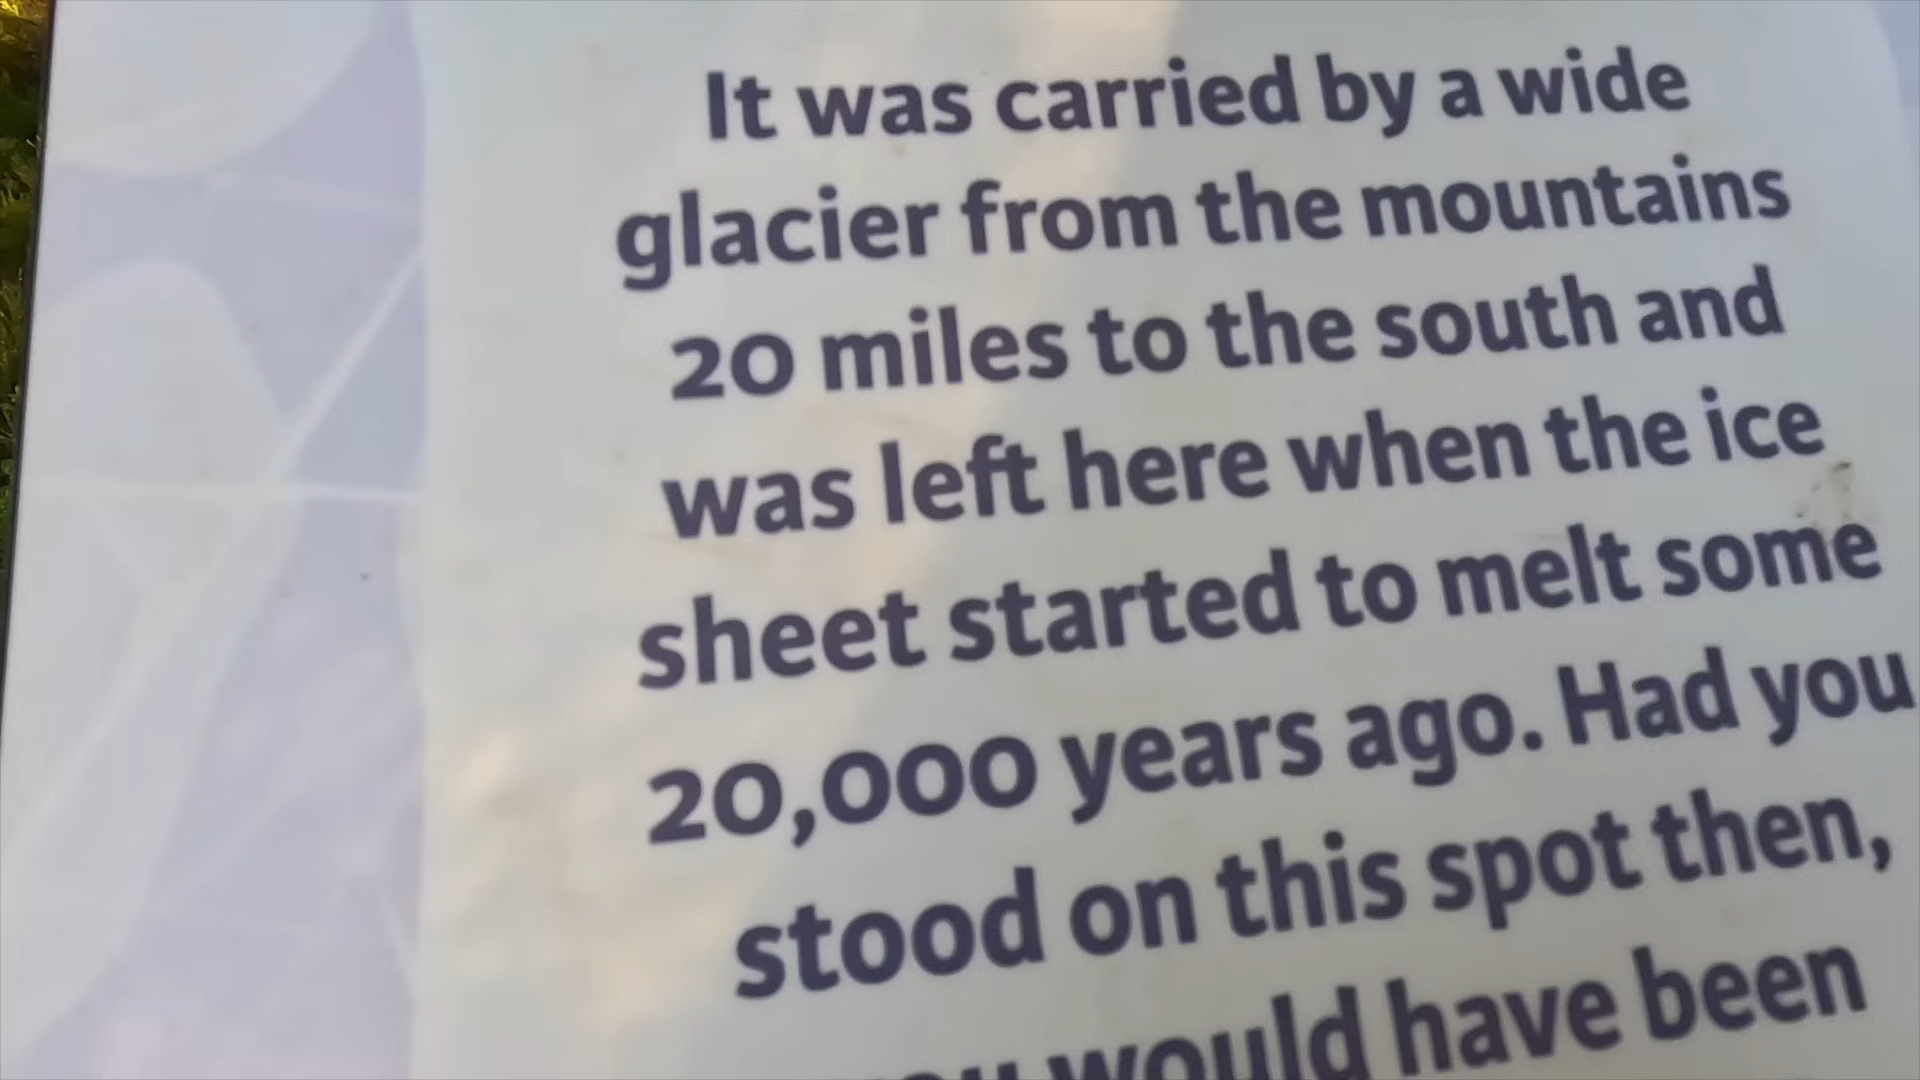 It was carried by a wide
glacier from the mountains
20 miles to the south and
was left here when the ice
sheet started to melt some
20,000 years ago. Had you
stood on this spot then,
would have been